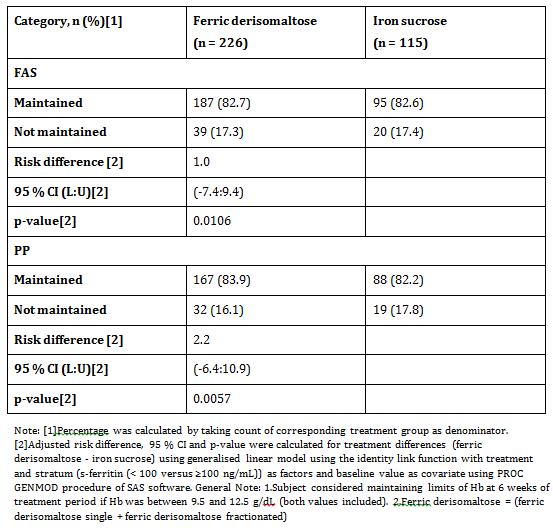 Category, n (%)[1] Ferric derisomaltose Iron sucrose
(n = 226) (n = 115)
FAS
Maintained 187 (82.7) 95 (82.6)
Not maintained 39 (17.3) 20 (17.4)
Risk difference [2] 1.0
95 % CI (L:U)[2] (-7.4:9.4)
p-value[2] 0.0106
PP
Maintained 167 (83.9) 88 (82.2)
Not maintained 32 (16.1) 19 (17.8)
Risk difference [2] 2.2
95 % CI (L:U)[2] (-6.4:10.9)
p-value[2] 0.0057
Note: [1]Percentage was calculated by taking count of corresponding treatment group as denominator.
[2]Adjusted risk difference, 95 % CI and p-value were calculated for treatment differences (ferric
derisomaltose - iron sucrose) using generalised linear model using the identity link function with treatment
and stratum (s-ferritin (< 100 versus ≥100 ng/mL)) as factors and baseline value as covariate using PROC
GENMOD procedure of SAS software. General Note: 1.Subject considered maintaining limits of Hb at 6 weeks of
treatment period if Hb was between 9.5 and 12.5 g/dL (both values included). 2.Ferric derisomaltose = (ferric
derisomaltose single + ferric derisomaltose fractionated)